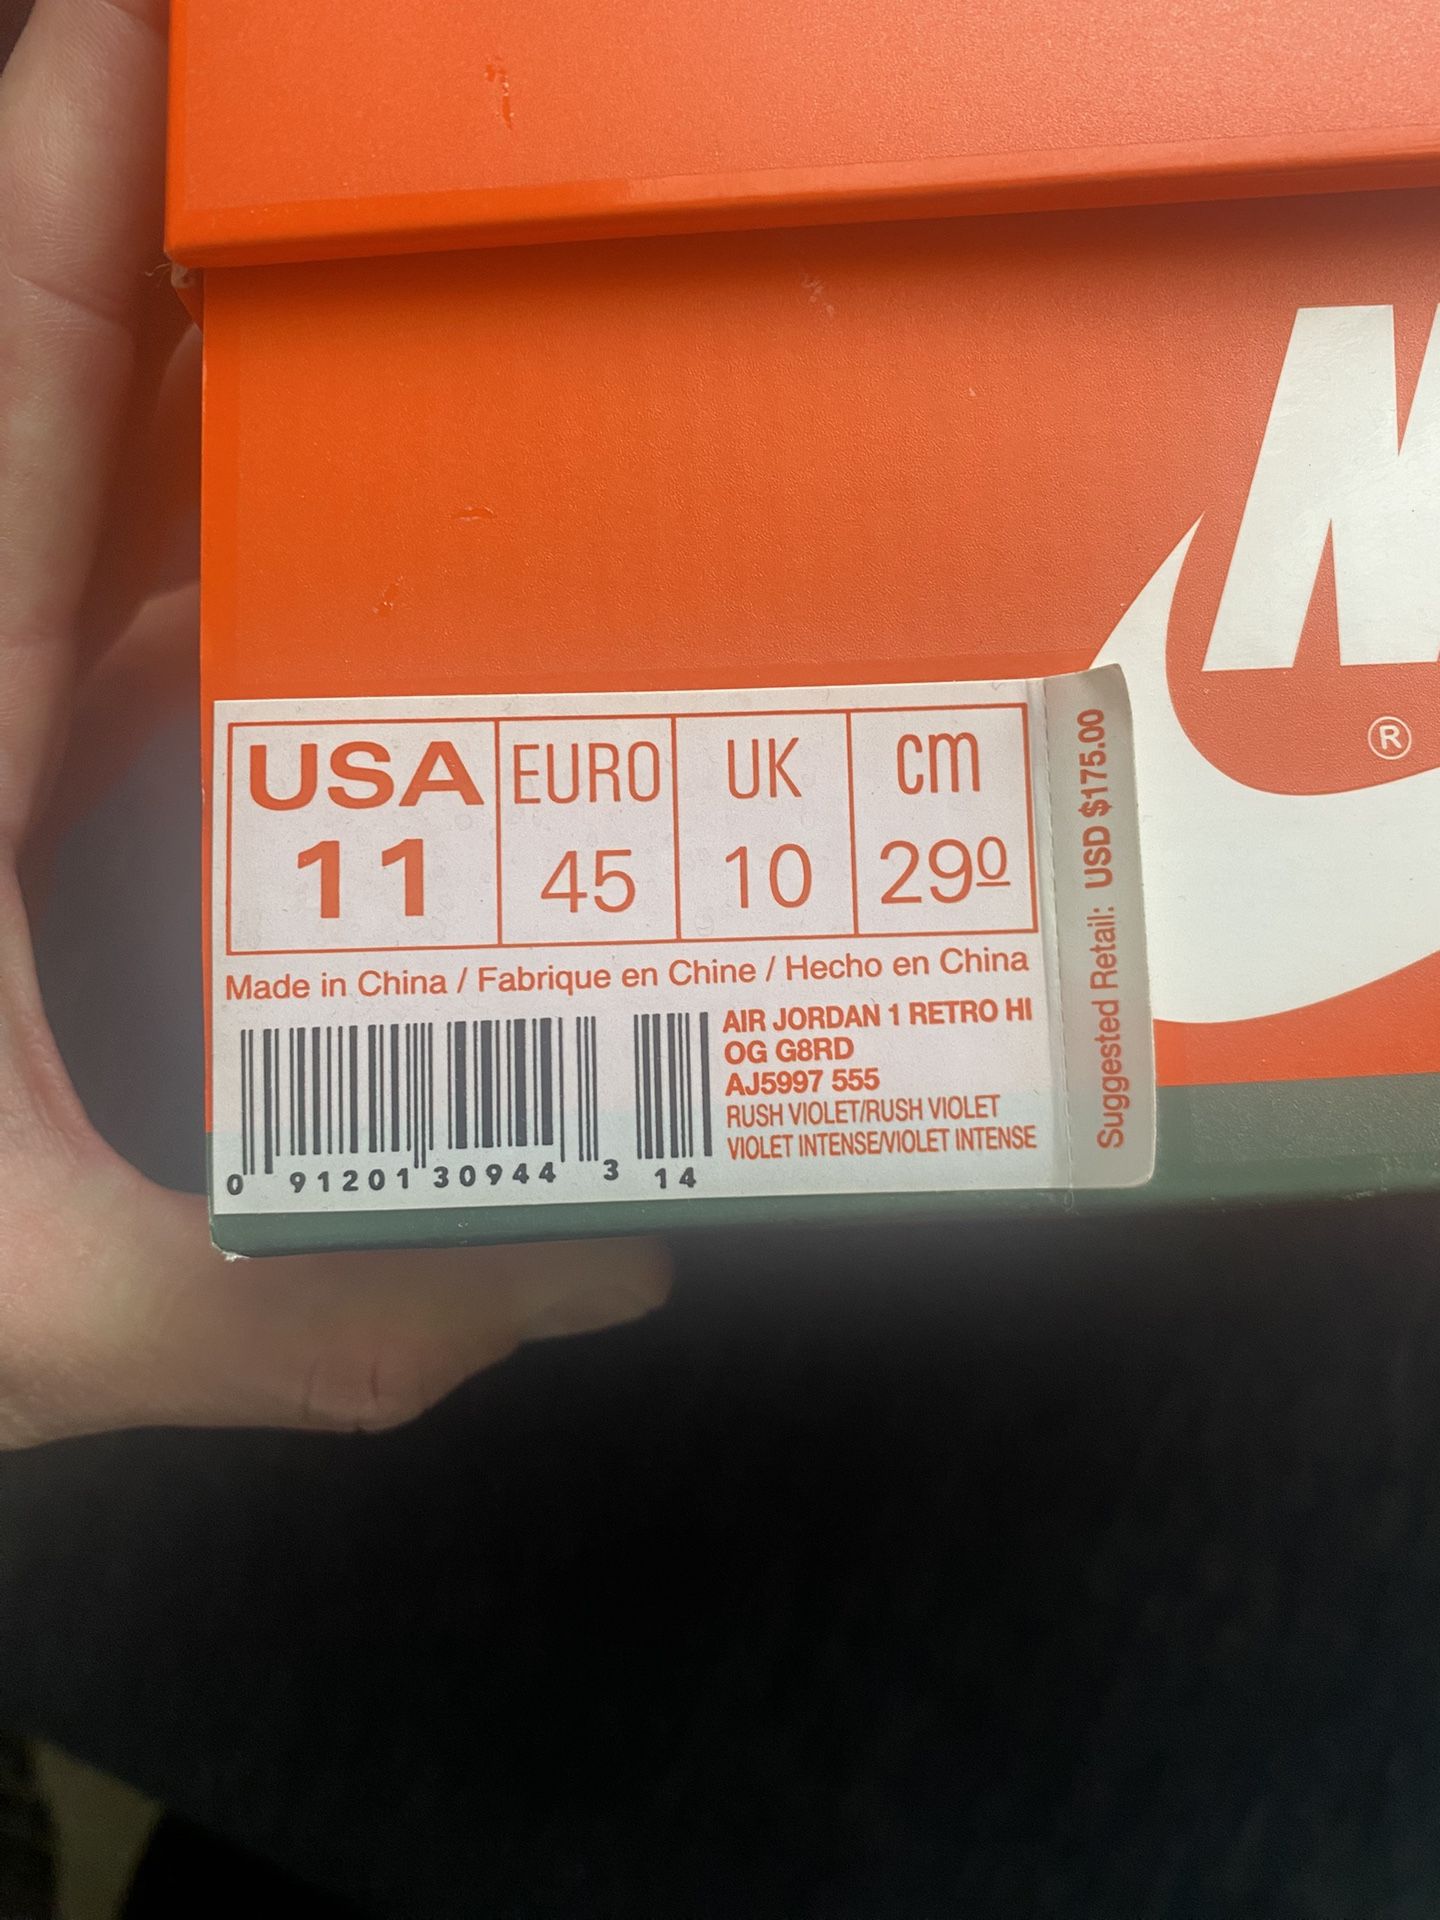 USA EURO UK cm
11 45 10 29º
Made in China / Fabrique en Chine / Hecho en China
AIR JORDAN 1 RETRO HI
OG G8RD
AJ5997 555
RUSH VIOLET/RUSH VIOLET
VIOLET INTENSE/VIOLET INTENSE
0 91201 30944 3 14
Suggested Retail: USD $175.00
®